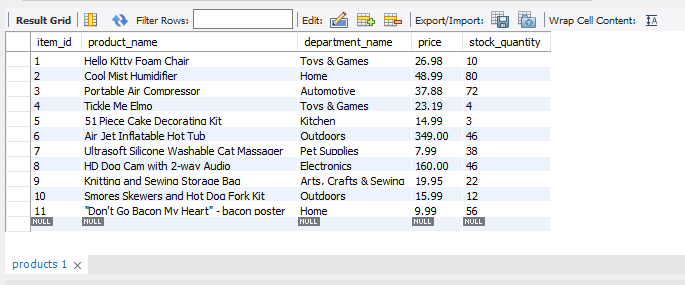 Result Grid Filter Rows: Edit: Export/Import: Wrap Cell Content:
item_id product_name department_name price stock_quantity
1 Hello Kitty Foam Chair Toys & Games 26.98 10
2 Cool Mist Humidifier Home 48.99 80
3 Portable Air Compressor Automotive 37.88 72
4 Tickle Me Elmo Toys & Games 23.19 4
5 51 Piece Cake Decorating Kit Kitchen 14.99 3
6 Air Jet Inflatable Hot Tub Outdoors 349.00 46
7 Ultrasoft Silicone Washable Cat Massager Pet Supplies 7.99 38
8 HD Dog Cam with 2-way Audio Electronics 160.00 46
9 Knitting and Sewing Storage Bag Arts, Crafts & Sewing 19.95 22
10 Smores Skewers and Hot Dog Fork Kit Outdoors 15.99 12
11 "Don't Go Bacon My Heart" - bacon poster Home 9.99 56
NULL NULL NULL NULL NULL
products 1